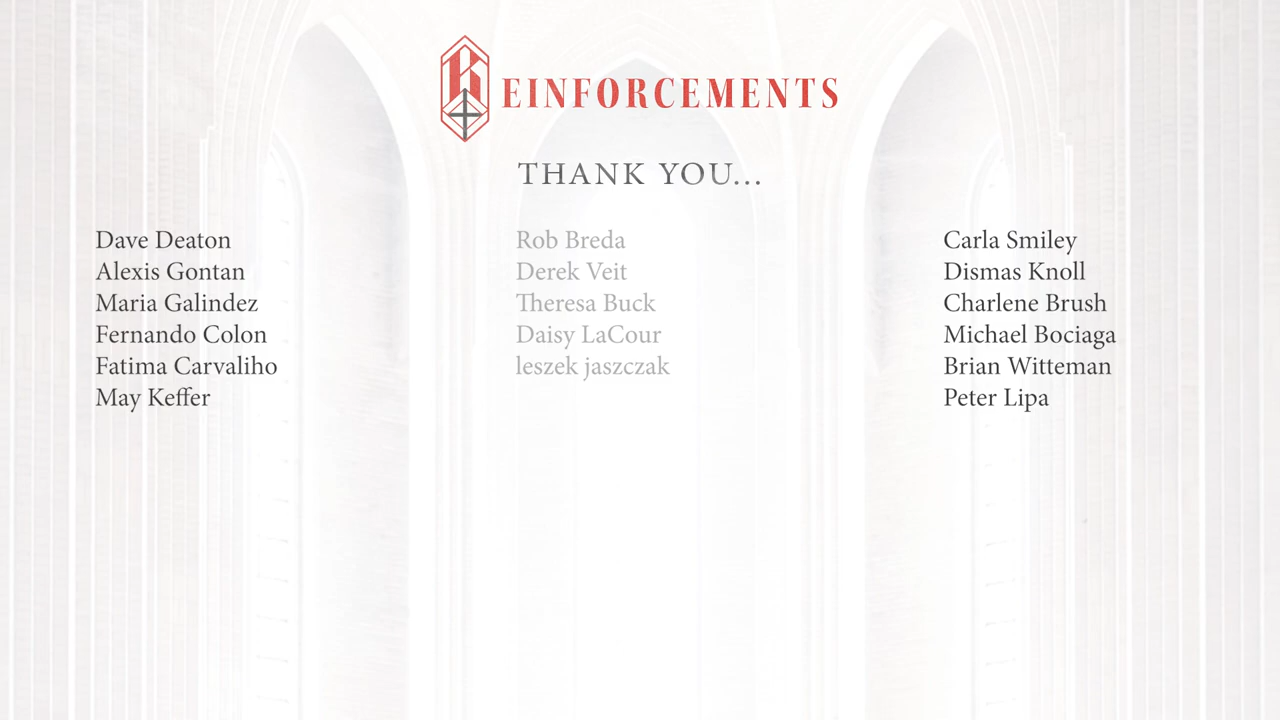 REINFORCEMENTS
THANK YOU...
Dave Deaton
Alexis Gontan
Maria Galindez
Fernando Colon
Fatima Carvaliho
May Keffer
Rob Breda
Derek Veit
Theresa Buck
Daisy LaCour
leszek jaszczak
Carla Smiley
Dismas Knoll
Charlene Brush
Michael Bociaga
Brian Witteman
Peter Lipa